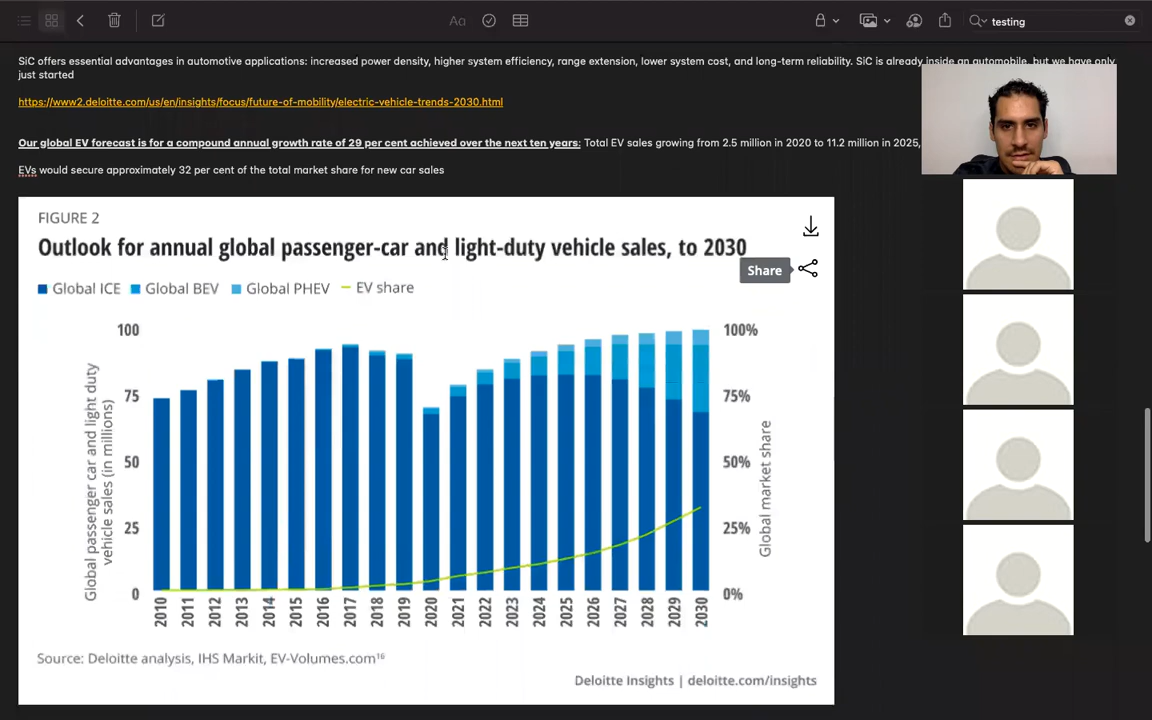 Aa
testing
SiC offers essential advantages in automotive applications: increased power density, higher system efficiency, range extension, lower system cost, and long-term reliability. SiC is already inside an automobile, but we have only
just started
https://www2.deloitte.com/us/en/insights/focus/future-of-mobility/electric-vehicle-trends-2030.html
Our global EV forecast is for a compound annual growth rate of 29 per cent achieved over the next ten years: Total EV sales growing from 2.5 million in 2020 to 11.2 million in 2025,
EVs would secure approximately 32 per cent of the total market share for new car sales
FIGURE 2
Outlook for annual global passenger-car and light-duty vehicle sales, to 2030
Share
Global ICE Global BEV Global PHEV EV share
Global passenger car and light duty
vehicle sales (in millions)
100
75
50
25
0
100%
75%
50%
25%
0%
Global market share
2010 2011 2012 2013 2014 2015 2016 2017 2018 2019 2020 2021 2022 2023 2024 2025 2026 2027 2028 2029 2030
Source: Deloitte analysis, IHS Markit, EV-Volumes.com¹⁶
Deloitte Insights | deloitte.com/insights